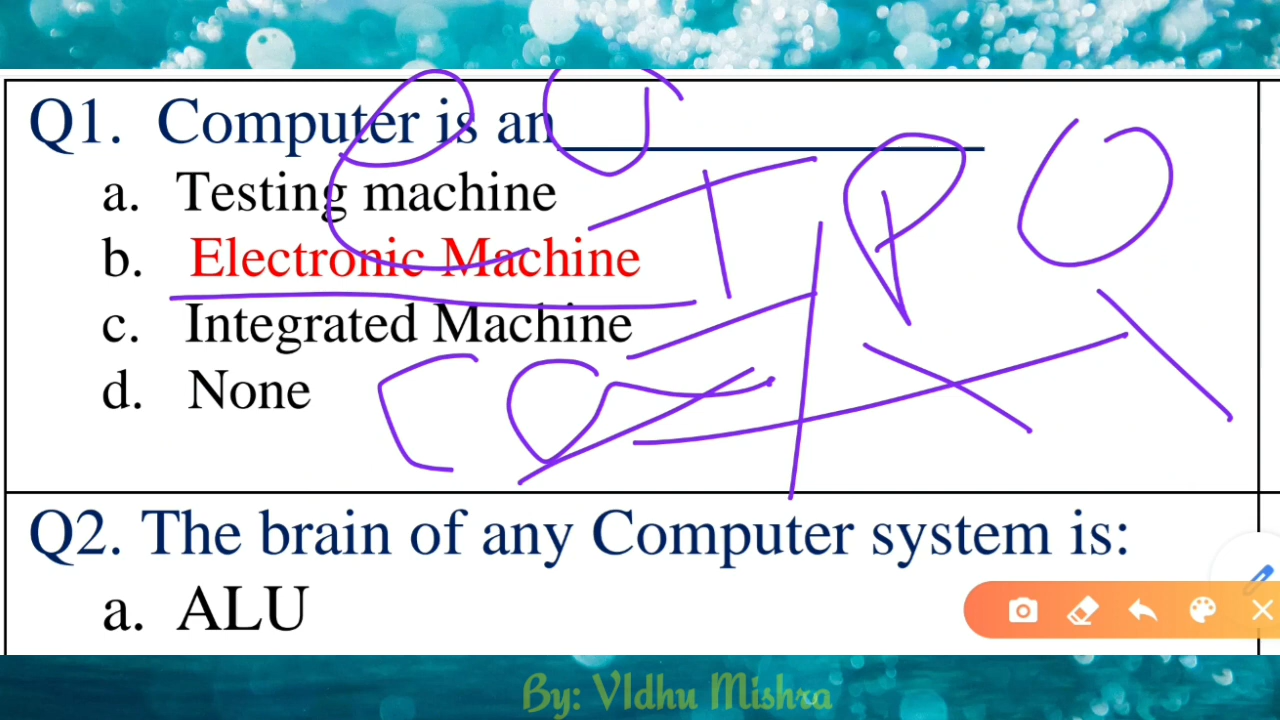 Q1. Computer is an_______________
a. Testing machine
b. Electronic Machine
c. Integrated Machine
d. None
I P O
Q2. The brain of any Computer system is:
a. ALU
By: VIdhu Mishra